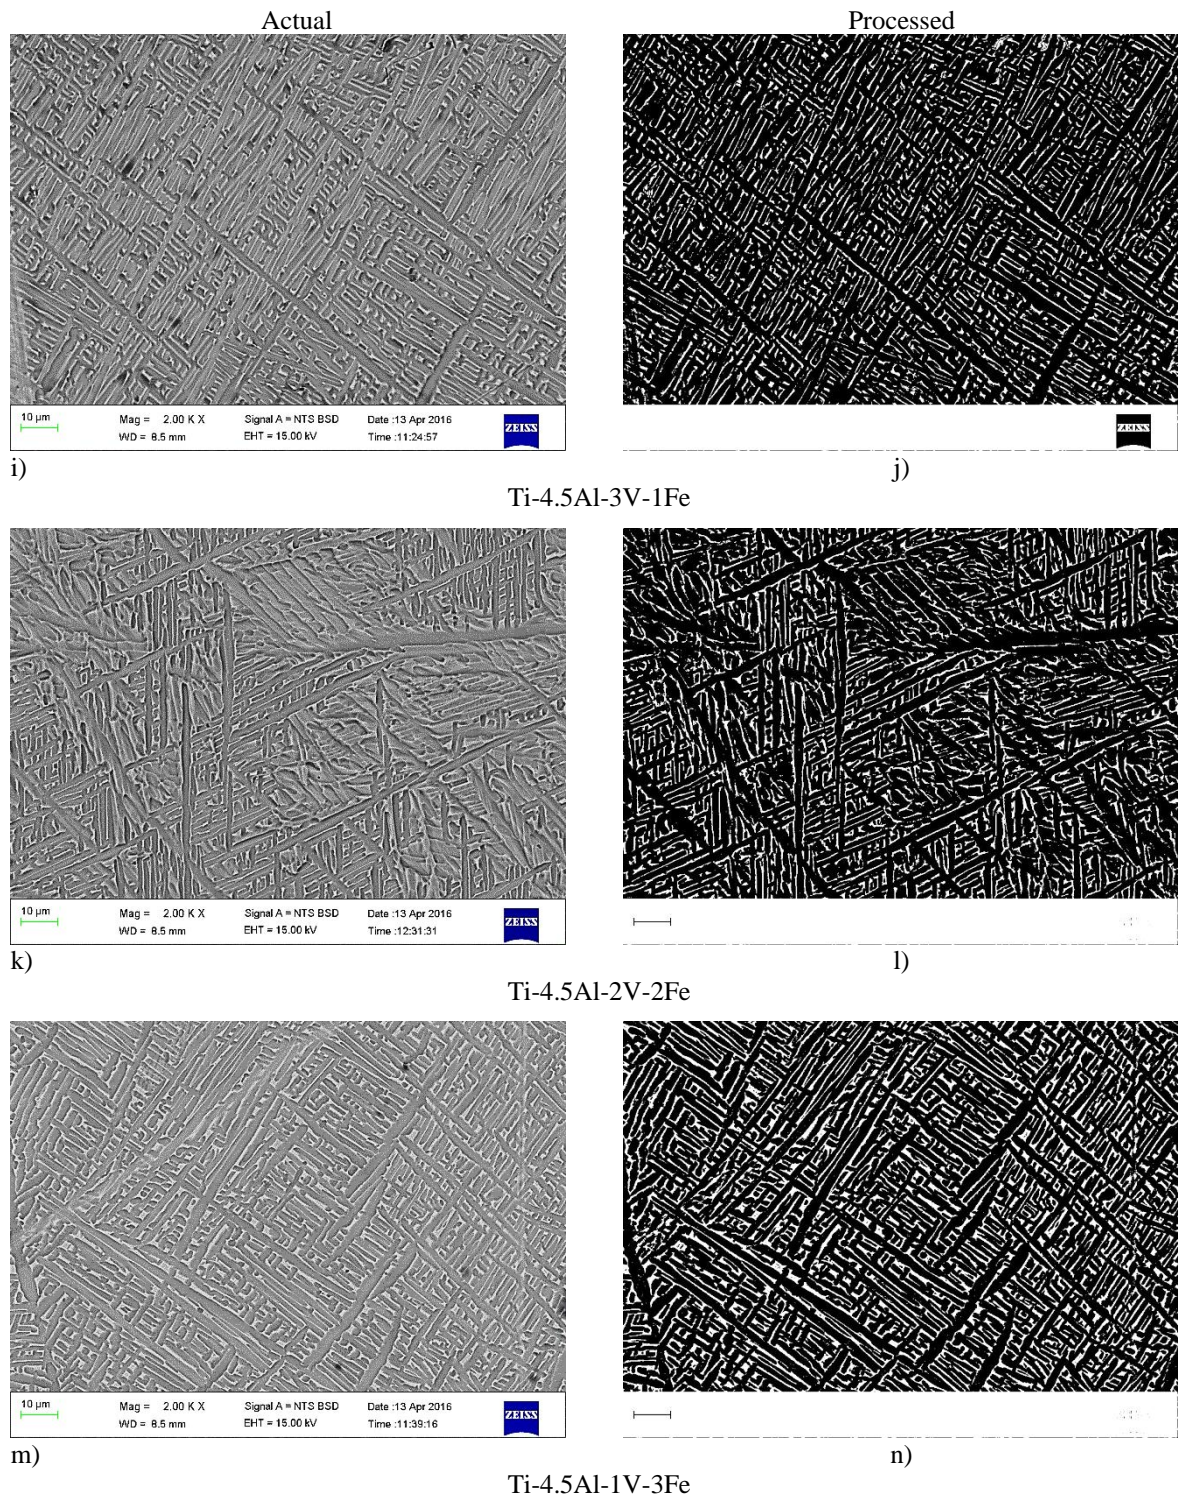 Actual Processed
10 µm Mag = 2.00 K X Signal A = NTS BSD Date :13 Apr 2016 ZEISS
WD = 8.5 mm EHT = 15.00 kV Time :11:24:57
ZEISS
i) j)
Ti-4.5Al-3V-1Fe
10 µm Mag = 2.00 K X Signal A = NTS BSD Date :13 Apr 2016 ZEISS
WD = 8.5 mm EHT = 15.00 kV Time :12:31:31
k) l)
Ti-4.5Al-2V-2Fe
10 µm Mag = 2.00 K X Signal A = NTS BSD Date :13 Apr 2016 ZEISS
WD = 8.5 mm EHT = 15.00 kV Time :11:39:16
m) n)
Ti-4.5Al-1V-3Fe